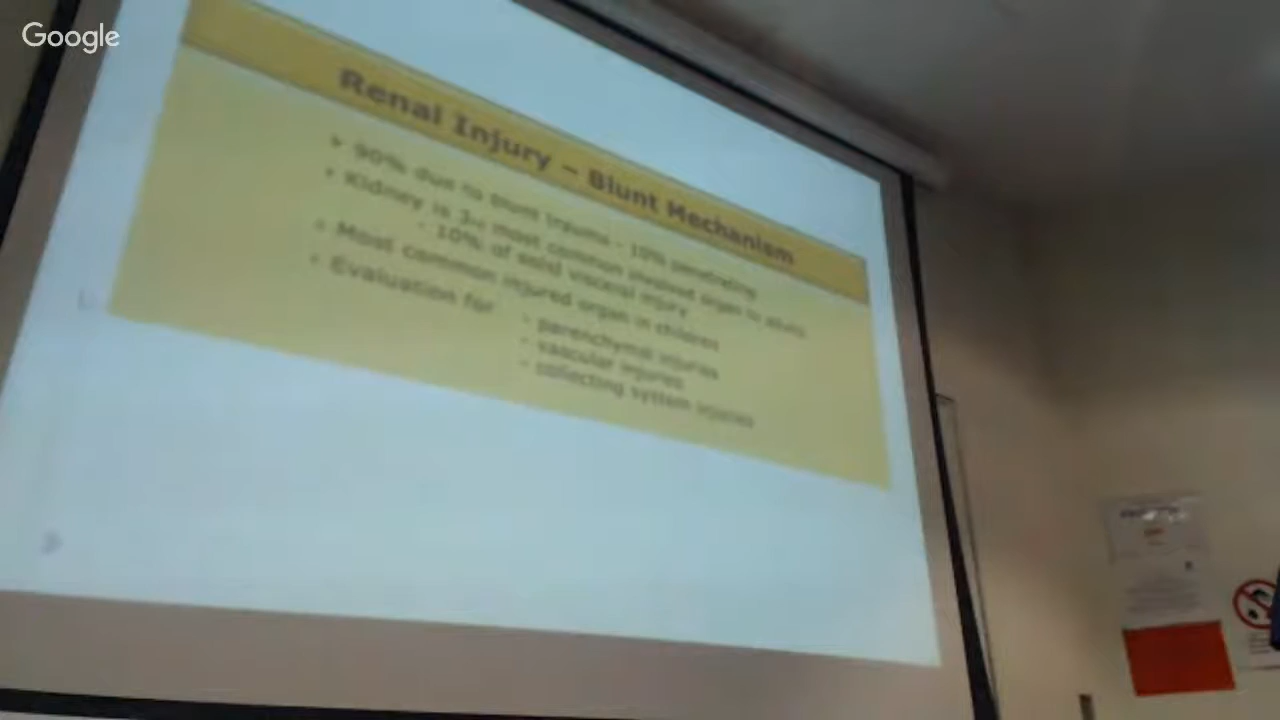 Google
Renal Injury – Blunt Mechanism
90% due to blunt trauma - 10% penetrating
Kidney is 3rd most common injured organ in adults
- 10% of solid visceral injury
Most common injured organ in children
Evaluation for
- parenchymal injuries
- vascular injuries
- collecting system injuries